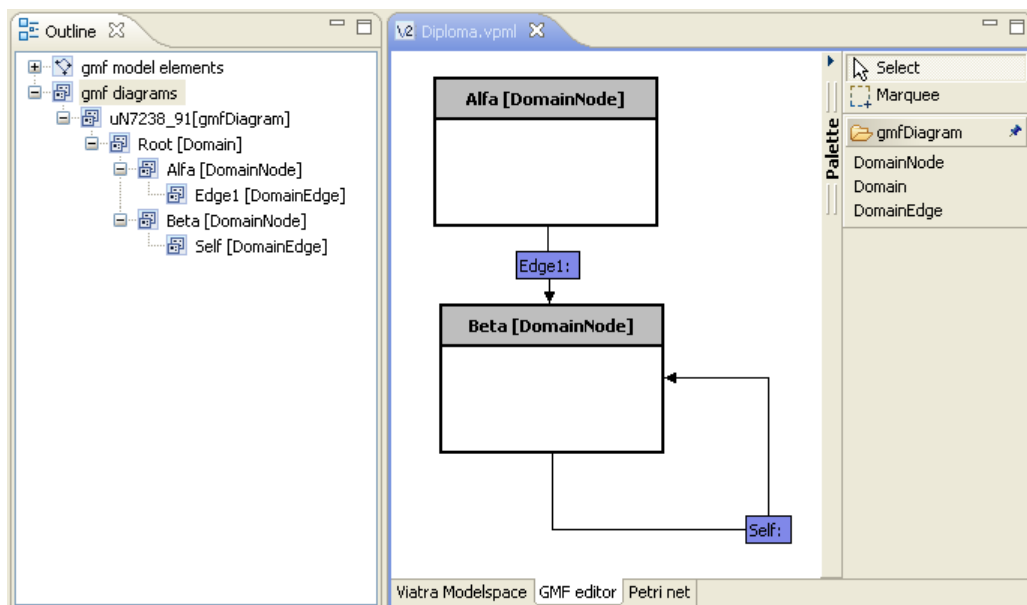 Outline
gmf model elements
gmf diagrams
uN7238_91[gmfDiagram]
Root [Domain]
Alfa [DomainNode]
Edge1 [DomainEdge]
Beta [DomainNode]
Self [DomainEdge]
Diploma.vpml
Alfa [DomainNode]
Edge1:
Beta [DomainNode]
Self:
Viatra Modelspace GMF editor Petri net
Palette
Select
Marquee
gmfDiagram
DomainNode
Domain
DomainEdge